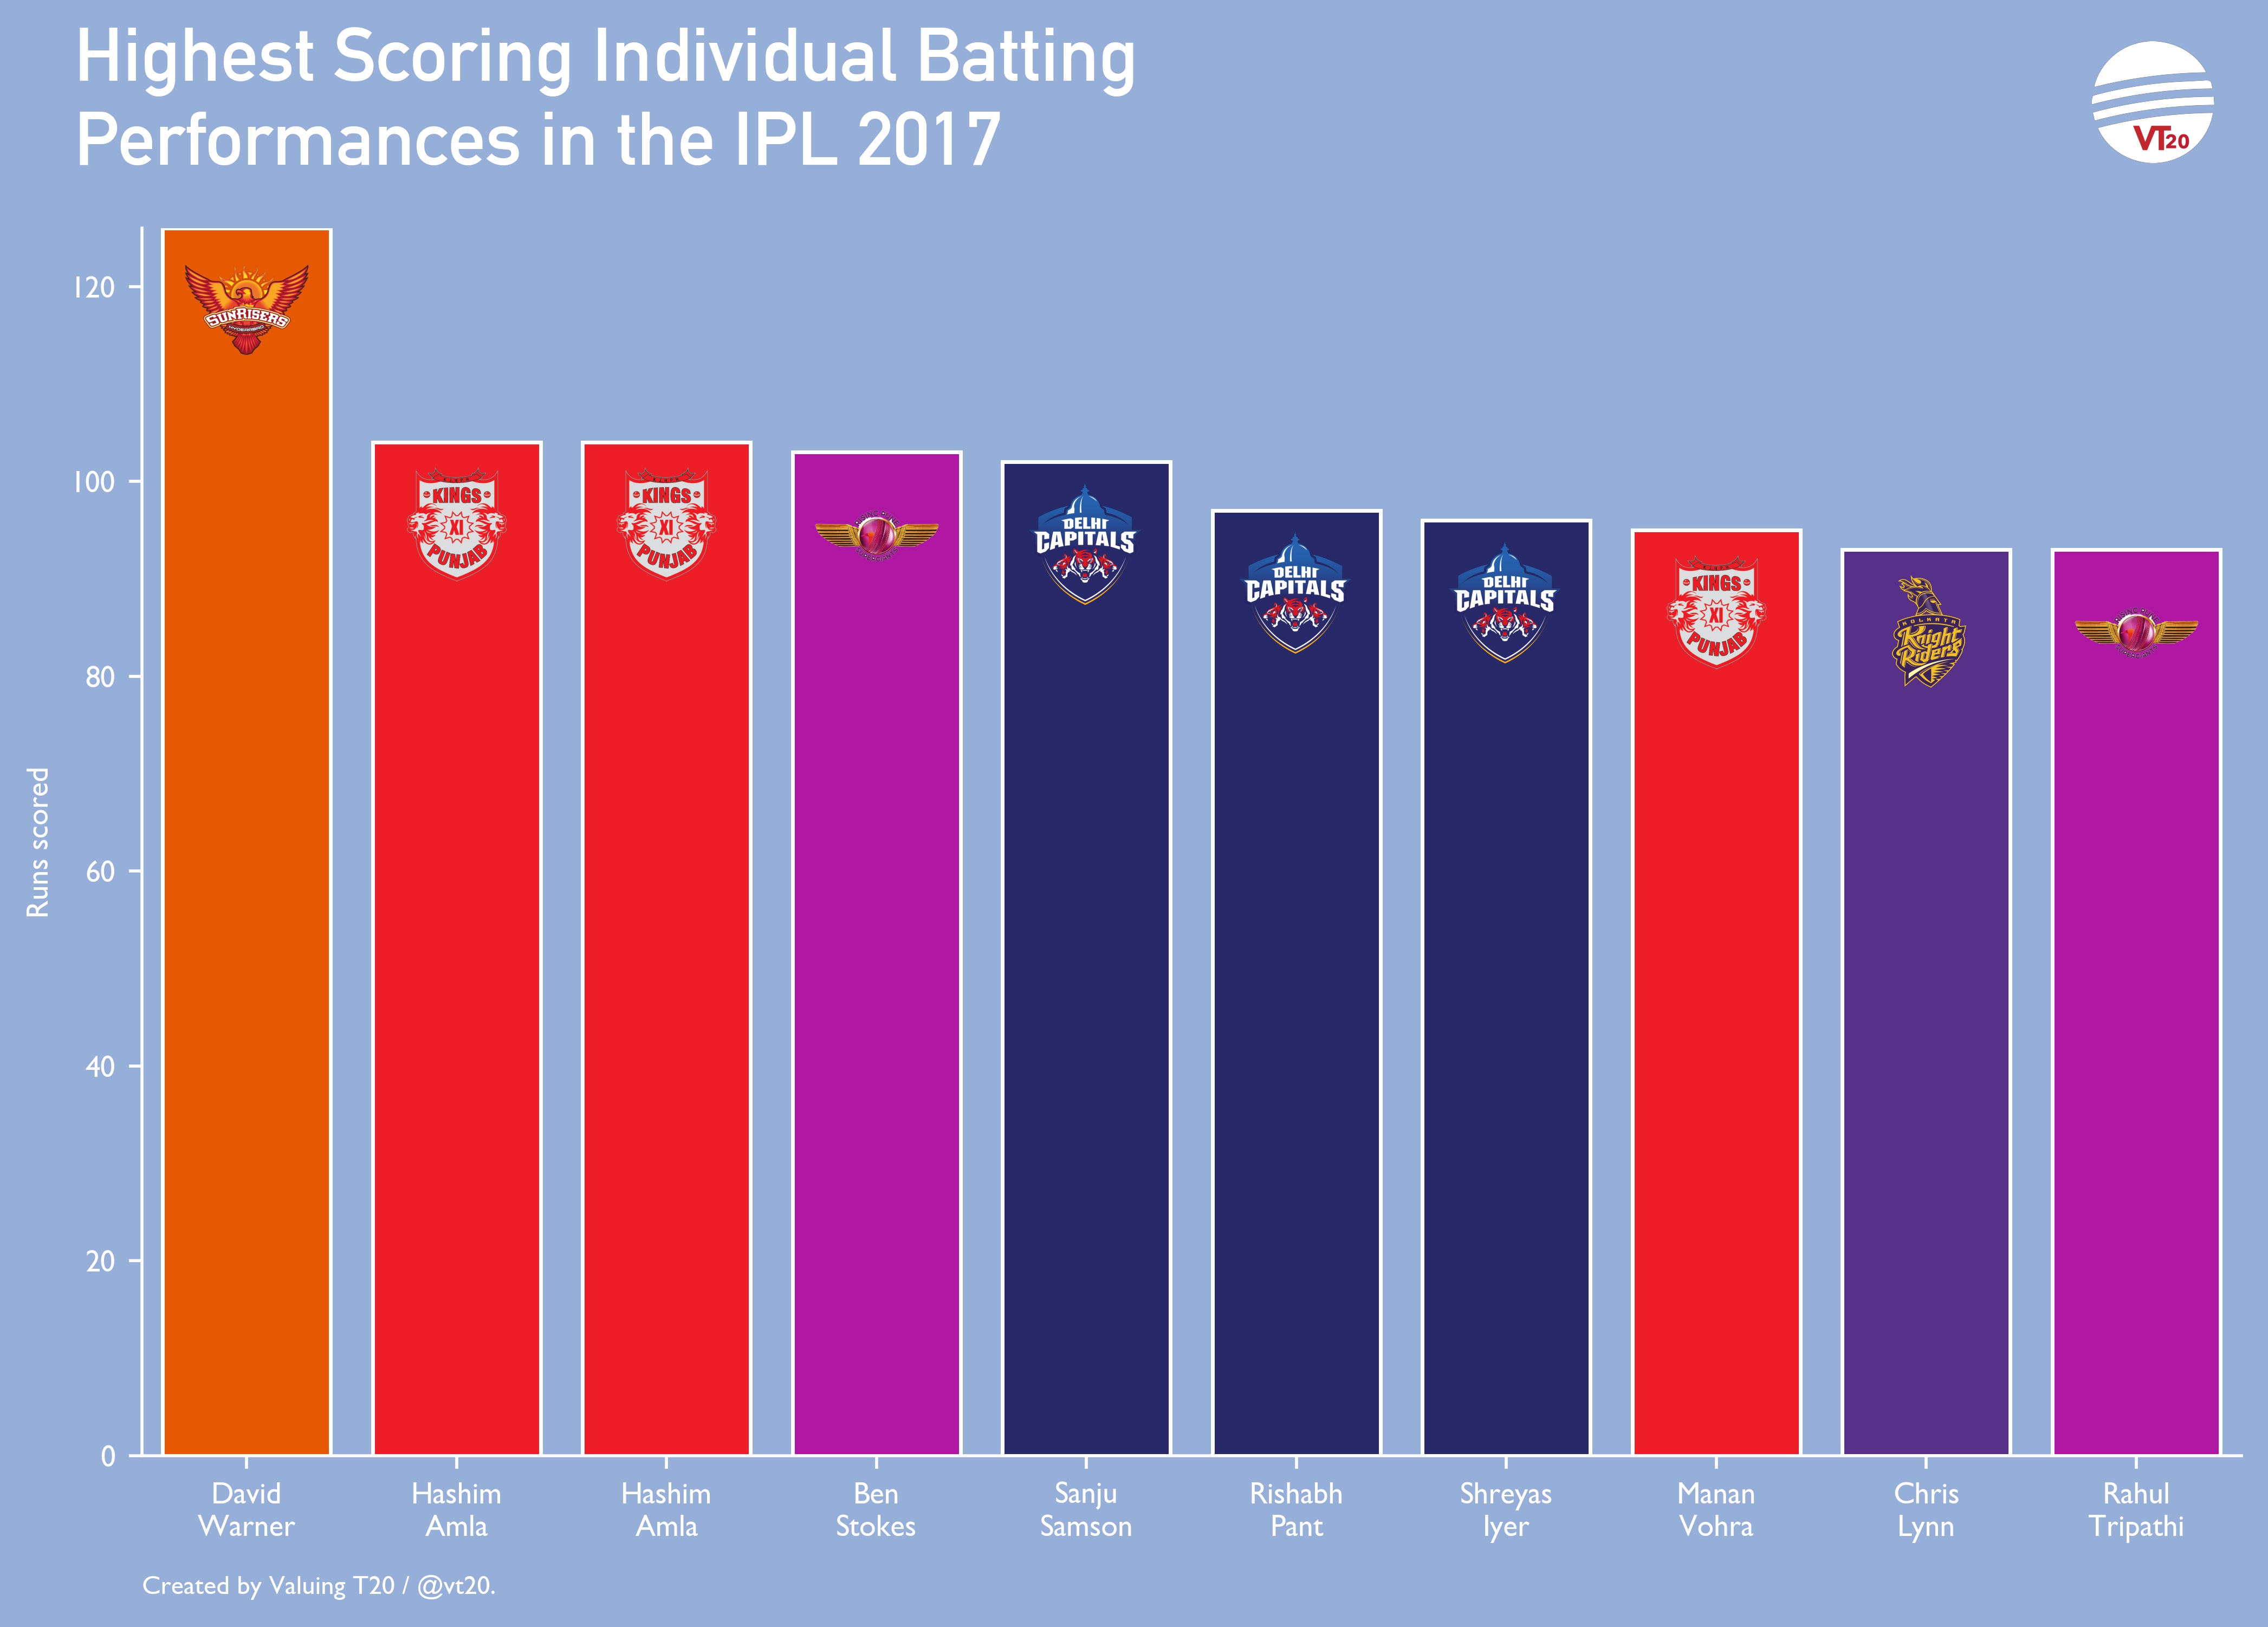 Highest Scoring Individual Batting
Performances in the IPL 2017
VT20
120
100
80
60
40
20
0
Runs scored
SUNRISERS
HYDERABAD
KINGS
XI
PUNJAB
KINGS
XI
PUNJAB
DELHI
CAPITALS
DELHI
CAPITALS
DELHI
CAPITALS
KINGS
XI
PUNJAB
KOLKATA
Knight
Riders
David
Warner
Hashim
Amla
Hashim
Amla
Ben
Stokes
Sanju
Samson
Rishabh
Pant
Shreyas
Iyer
Manan
Vohra
Chris
Lynn
Rahul
Tripathi
Created by Valuing T20 / @vt20.